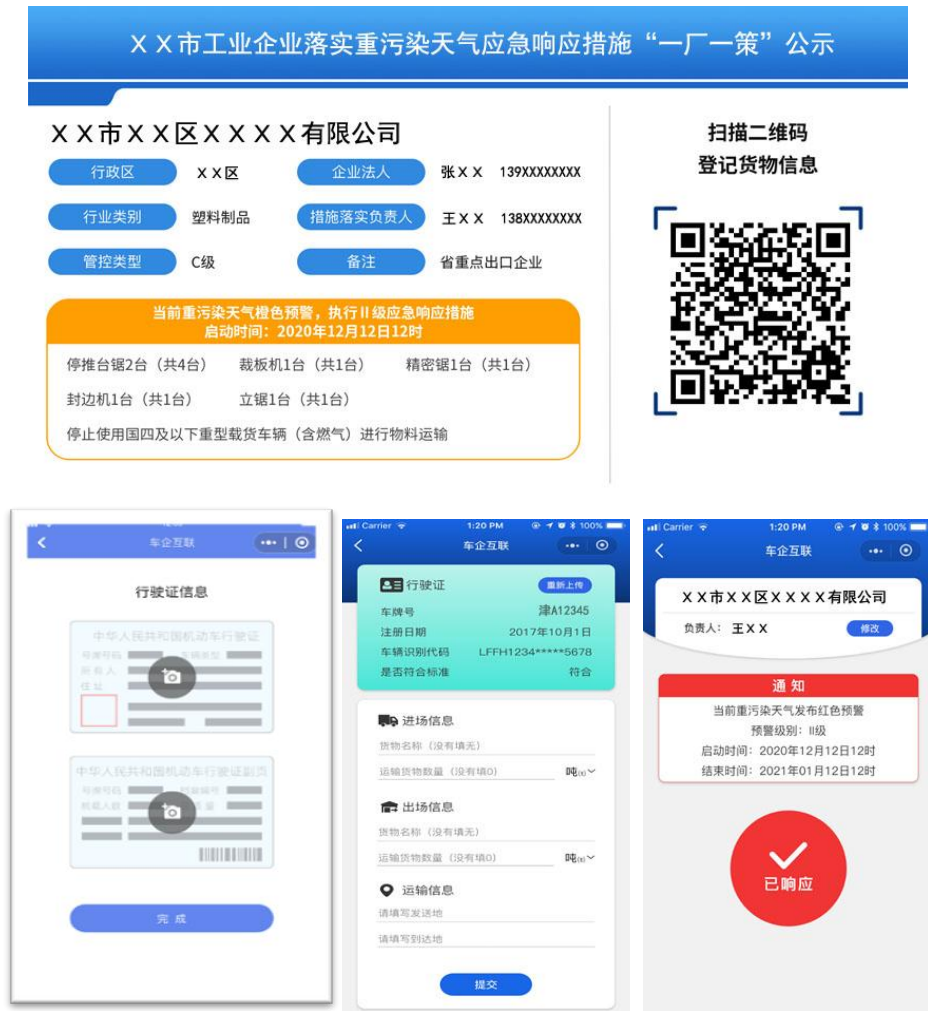 XX市工业企业落实重污染天气应急响应措施“一厂一策”公示
XX市XX区XXXX有限公司
行政区 XX区 企业法人 张XX 139XXXXXXXX
行业类别 塑料制品 措施落实负责人 王XX 138XXXXXXXX
管控类型 C级 备注 省重点出口企业
当前重污染天气橙色预警，执行II级应急响应措施
启动时间：2020年12月12日12时
停推台锯2台（共4台） 裁板机1台（共1台） 精密锯1台（共1台）
封边机1台（共1台） 立锯1台（共1台）
停止使用国四及以下重型载货车辆（含燃气）进行物料运输
扫描二维码
登记货物信息
车企互联
行驶证信息
中华人民共和国机动车行驶证
号牌号码 车辆类型
所有人
住址
中华人民共和国机动车行驶证副页
号牌号码
完成
Carrier 1:20 PM 100%
车企互联
行驶证 重新上传
车牌号 津A12345
注册日期 2017年10月1日
车辆识别代码 LFFH1234*****5678
是否符合标准 符合
进场信息
货物名称（没有填无）
运输货物数量（没有填0） 吨(t)
出场信息
货物名称（没有填无）
运输货物数量（没有填0） 吨(t)
运输信息
请填写发送地
请填写到达地
提交
Carrier 1:20 PM 100%
车企互联
XX市XX区XXXX有限公司
负责人： 王XX 修改
通知
当前重污染天气发布红色预警
预警级别：II级
启动时间：2020年12月12日12时
结束时间：2021年01月12日12时
已响应